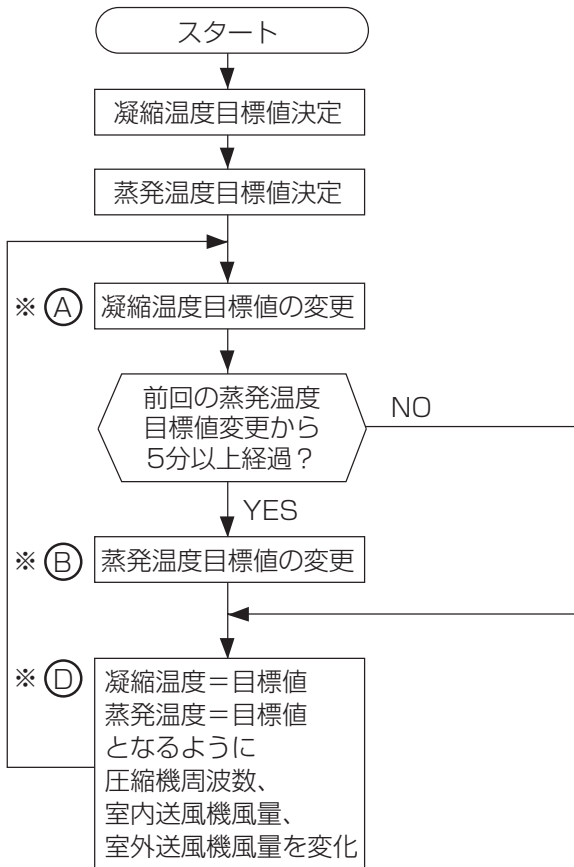 スタート
凝縮温度目標値決定
蒸発温度目標値決定
※ Ⓐ 凝縮温度目標値の変更
前回の蒸発温度
目標値変更から
5分以上経過？
NO
YES
※ Ⓑ 蒸発温度目標値の変更
※ Ⓓ 凝縮温度＝目標値
蒸発温度＝目標値
となるように
圧縮機周波数、
室内送風機風量、
室外送風機風量を変化